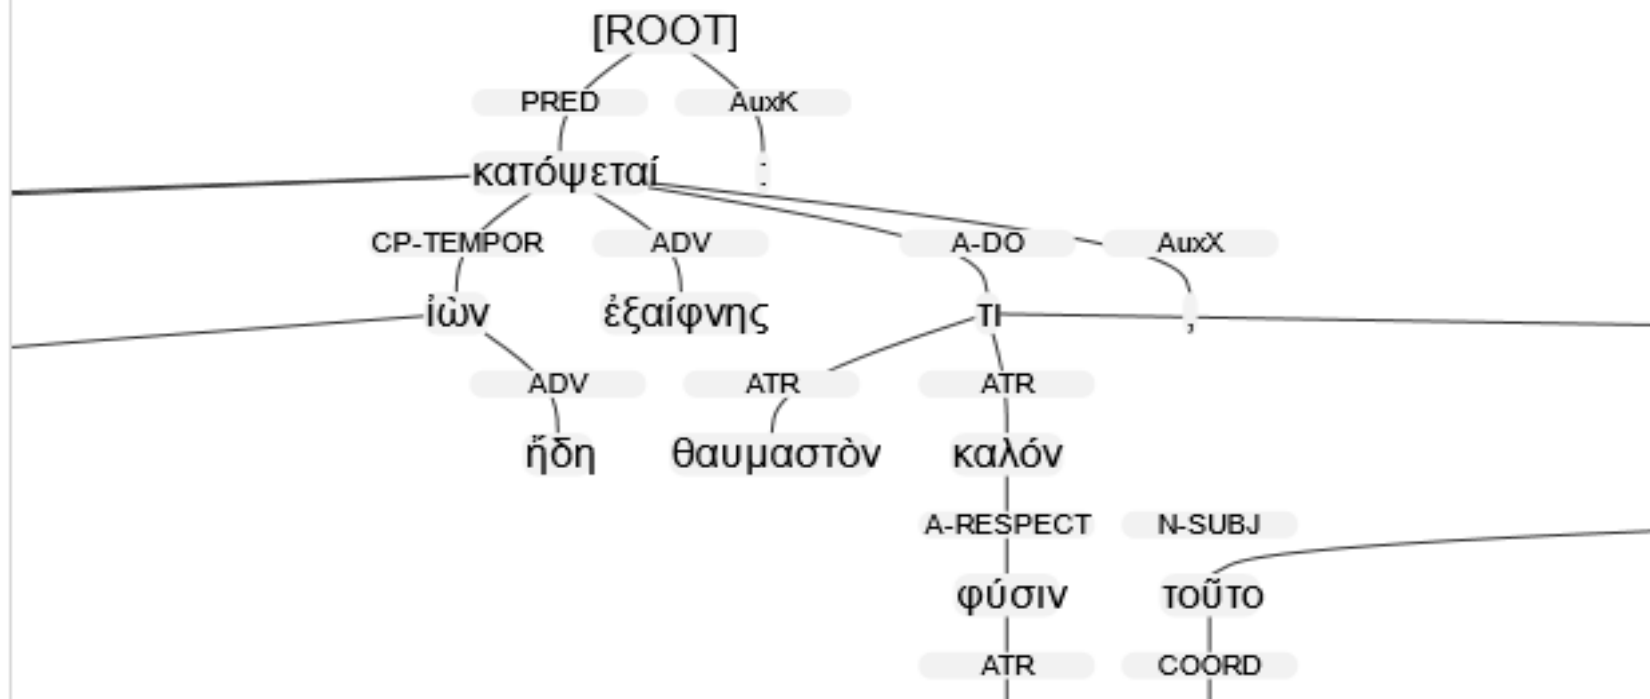 [ROOT]
PRED AuxK
κατόψεταί :
CP-TEMPOR ADV A-DO AuxX
ἰὼν ἐξαίφνης τι ,
ADV ATR ATR
ἤδη θαυμαστὸν καλόν
A-RESPECT N-SUBJ
φύσιν τοῦτο
ATR COORD